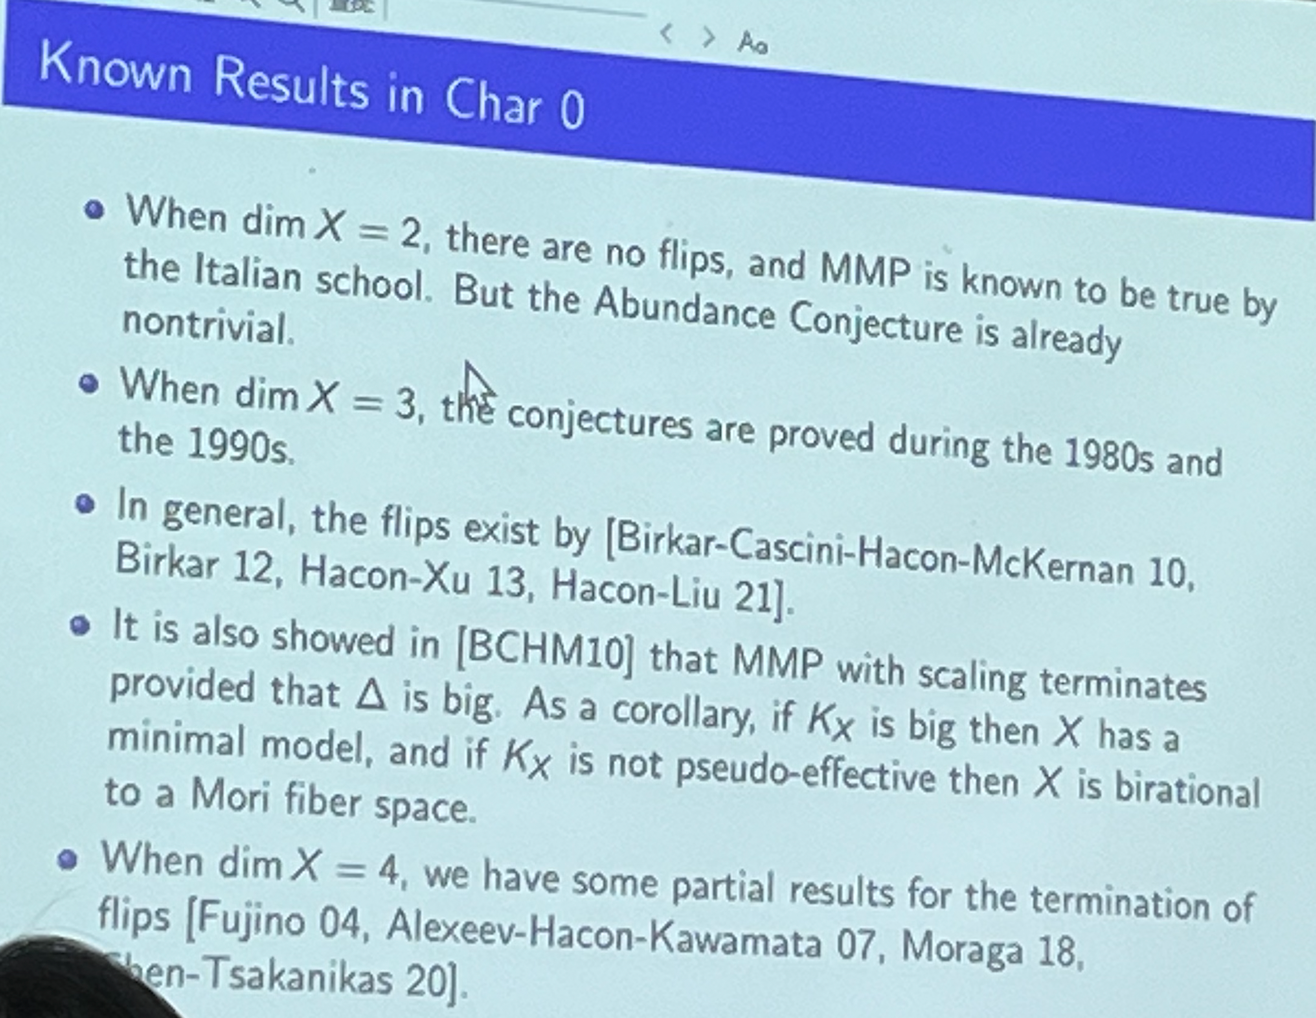 < > Aa
Known Results in Char 0
When dim X = 2, there are no flips, and MMP is known to be true by
the Italian school. But the Abundance Conjecture is already
nontrivial.
When dim X = 3, the conjectures are proved during the 1980s and
the 1990s.
In general, the flips exist by [Birkar-Cascini-Hacon-McKernan 10,
Birkar 12, Hacon-Xu 13, Hacon-Liu 21].
It is also showed in [BCHM10] that MMP with scaling terminates
provided that Δ is big. As a corollary, if K_X is big then X has a
minimal model, and if K_X is not pseudo-effective then X is birational
to a Mori fiber space.
When dim X = 4, we have some partial results for the termination of
flips [Fujino 04, Alexeev-Hacon-Kawamata 07, Moraga 18,
hen-Tsakanikas 20].